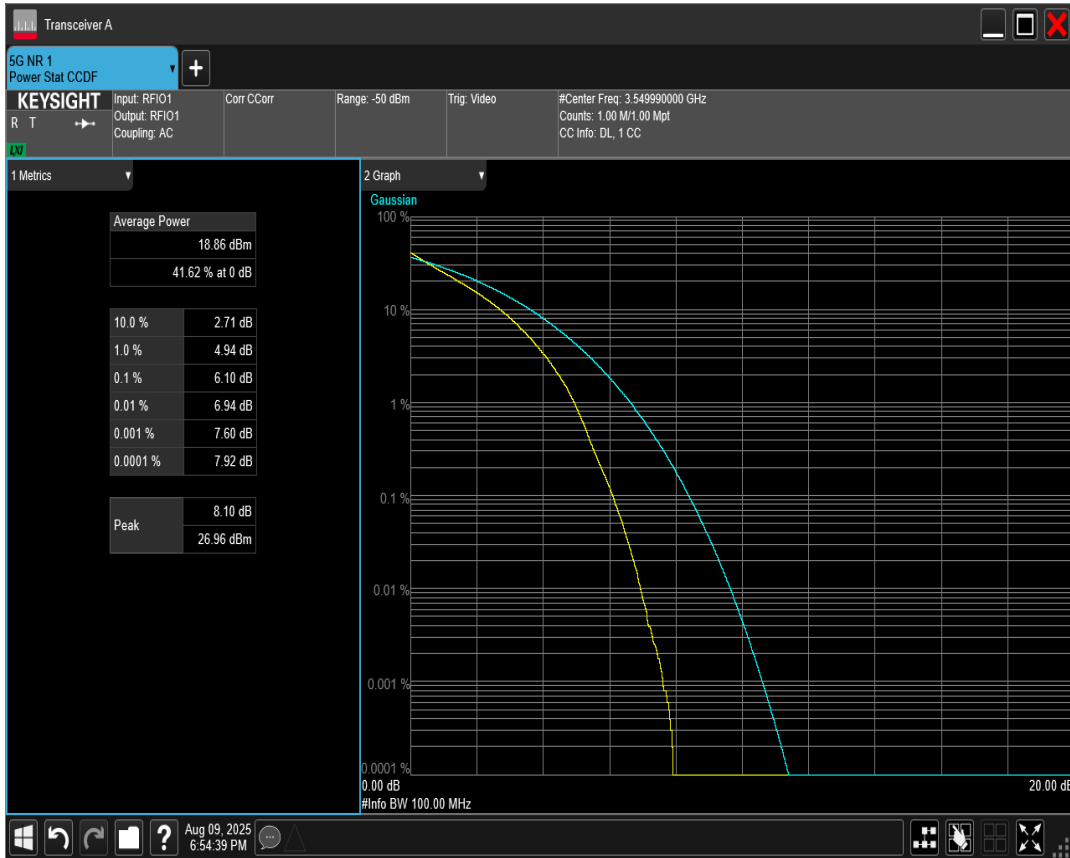 Transceiver A
5G NR 1
Power Stat CCDF
KEYSIGHT
R T
LXI
Input: RFIO1
Output: RFIO1
Coupling: AC
Corr CCorr
Range: -50 dBm
Trig: Video
#Center Freq: 3.549990000 GHz
Counts: 1.00 M/1.00 Mpt
CC Info: DL, 1 CC
1 Metrics
Average Power
18.86 dBm
41.62 % at 0 dB
10.0 % 2.71 dB
1.0 % 4.94 dB
0.1 % 6.10 dB
0.01 % 6.94 dB
0.001 % 7.60 dB
0.0001 % 7.92 dB
Peak
8.10 dB
26.96 dBm
2 Graph
Gaussian
100 %
10 %
1 %
0.1 %
0.01 %
0.001 %
0.0001 %
0.00 dB 20.00 dB
#Info BW 100.00 MHz
Aug 09, 2025
6:54:39 PM